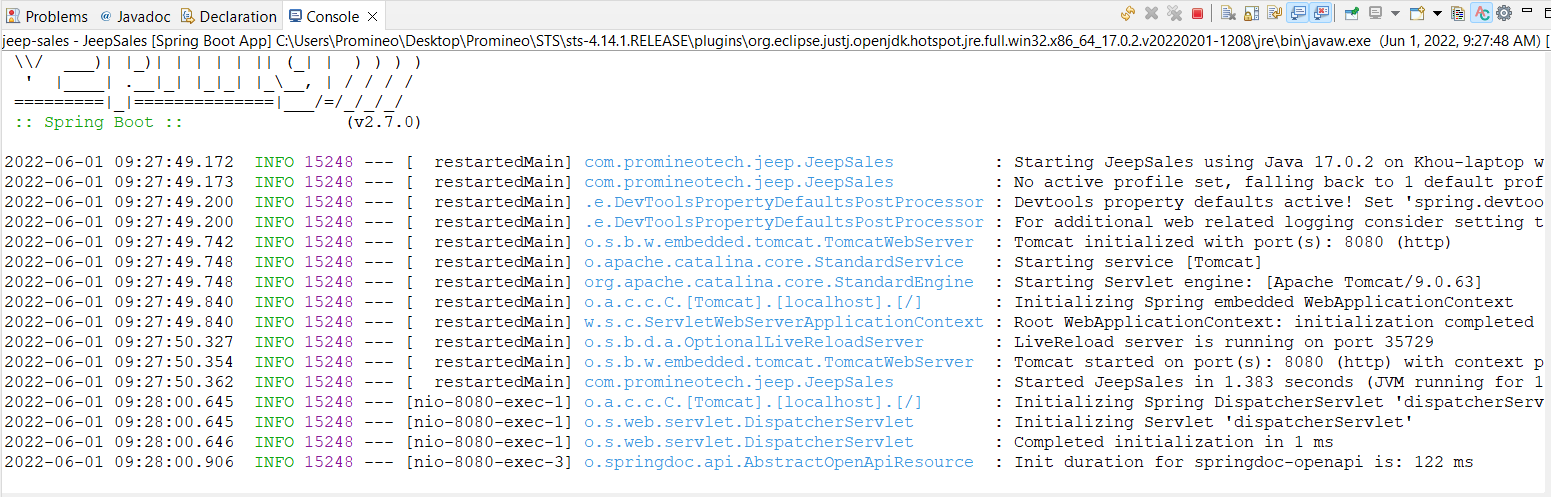 Problems @ Javadoc Declaration Console
jeep-sales - JeepSales [Spring Boot App] C:\Users\Promineo\Desktop\Promineo\STS\sts-4.14.1.RELEASE\plugins\org.eclipse.justj.openjdk.hotspot.jre.full.win32.x86_64_17.0.2.v20220201-1208\jre\bin\javaw.exe (Jun 1, 2022, 9:27:48 AM) [
 \\/  ___)| |_)| | | | | || (_| |  ) ) ) )
  '  |____| .__|_| |_|_| |_\__, | / / / /
 =========|_|==============|___/=/_/_/_/
 :: Spring Boot ::                (v2.7.0)
2022-06-01 09:27:49.172  INFO 15248 --- [  restartedMain] com.promineotech.jeep.JeepSales          : Starting JeepSales using Java 17.0.2 on Khou-laptop w
2022-06-01 09:27:49.173  INFO 15248 --- [  restartedMain] com.promineotech.jeep.JeepSales          : No active profile set, falling back to 1 default prof
2022-06-01 09:27:49.200  INFO 15248 --- [  restartedMain] .e.DevToolsPropertyDefaultsPostProcessor : Devtools property defaults active! Set 'spring.devtoo
2022-06-01 09:27:49.200  INFO 15248 --- [  restartedMain] .e.DevToolsPropertyDefaultsPostProcessor : For additional web related logging consider setting t
2022-06-01 09:27:49.742  INFO 15248 --- [  restartedMain] o.s.b.w.embedded.tomcat.TomcatWebServer  : Tomcat initialized with port(s): 8080 (http)
2022-06-01 09:27:49.748  INFO 15248 --- [  restartedMain] o.apache.catalina.core.StandardService   : Starting service [Tomcat]
2022-06-01 09:27:49.748  INFO 15248 --- [  restartedMain] org.apache.catalina.core.StandardEngine  : Starting Servlet engine: [Apache Tomcat/9.0.63]
2022-06-01 09:27:49.840  INFO 15248 --- [  restartedMain] o.a.c.c.C.[Tomcat].[localhost].[/]       : Initializing Spring embedded WebApplicationContext
2022-06-01 09:27:49.840  INFO 15248 --- [  restartedMain] w.s.c.ServletWebServerApplicationContext : Root WebApplicationContext: initialization completed
2022-06-01 09:27:50.327  INFO 15248 --- [  restartedMain] o.s.b.d.a.OptionalLiveReloadServer       : LiveReload server is running on port 35729
2022-06-01 09:27:50.354  INFO 15248 --- [  restartedMain] o.s.b.w.embedded.tomcat.TomcatWebServer  : Tomcat started on port(s): 8080 (http) with context p
2022-06-01 09:27:50.362  INFO 15248 --- [  restartedMain] com.promineotech.jeep.JeepSales          : Started JeepSales in 1.383 seconds (JVM running for 1
2022-06-01 09:28:00.645  INFO 15248 --- [nio-8080-exec-1] o.a.c.c.C.[Tomcat].[localhost].[/]       : Initializing Spring DispatcherServlet 'dispatcherServ
2022-06-01 09:28:00.645  INFO 15248 --- [nio-8080-exec-1] o.s.web.servlet.DispatcherServlet        : Initializing Servlet 'dispatcherServlet'
2022-06-01 09:28:00.646  INFO 15248 --- [nio-8080-exec-1] o.s.web.servlet.DispatcherServlet        : Completed initialization in 1 ms
2022-06-01 09:28:00.906  INFO 15248 --- [nio-8080-exec-3] o.springdoc.api.AbstractOpenApiResource  : Init duration for springdoc-openapi is: 122 ms